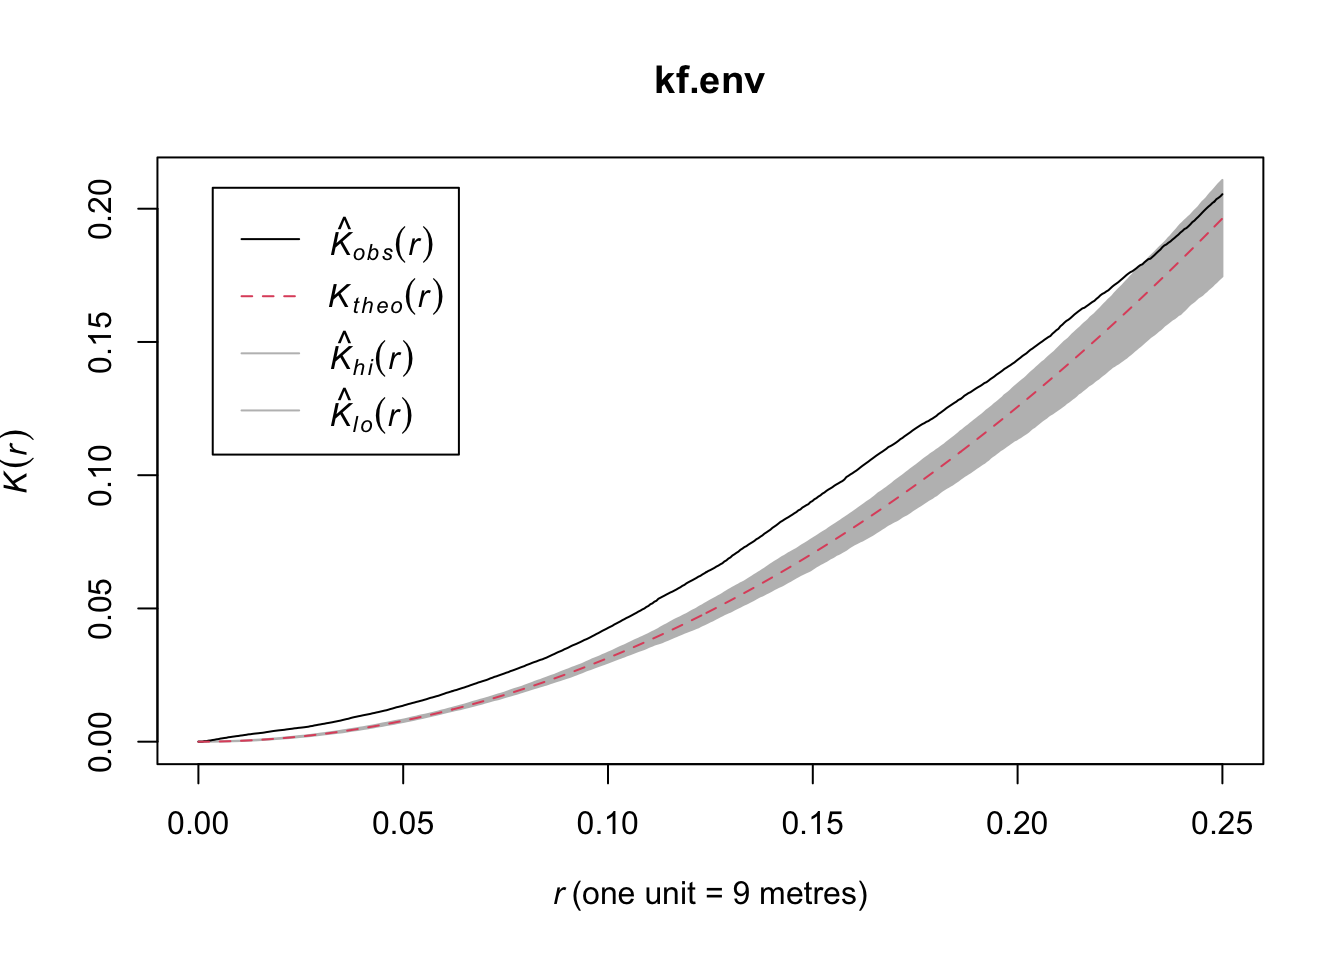 kf.env
K̂obs(r)
Ktheo(r)
K̂hi(r)
K̂lo(r)
K(r)
0.20
0.15
0.10
0.05
0.00
0.00 0.05 0.10 0.15 0.20 0.25
r (one unit = 9 metres)